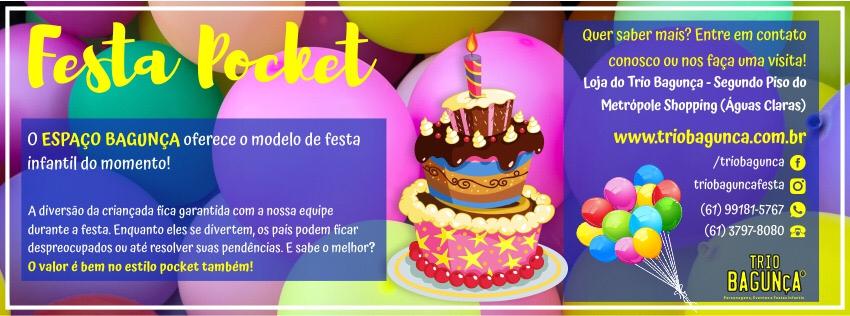 Festa Pocket
O ESPAÇO BAGUNÇA oferece o modelo de festa
infantil do momento!
A diversão da criançada fica garantida com a nossa equipe
durante a festa. Enquanto eles se divertem, os pais podem ficar
despreocupados ou até resolver suas pendências. E sabe o melhor?
O valor é bem no estilo pocket também!
Quer saber mais? Entre em contato
conosco ou nos faça uma visita!
Loja do Trio Bagunça - Segundo Piso do
Metrópole Shopping (Águas Claras)
www.triobagunca.com.br
/triobagunca
triobaguncafesta
(61) 99181-5767
(61) 3797-8080
TRIO
BAGUNÇA
Personagens, Eventos e Festas Infantis